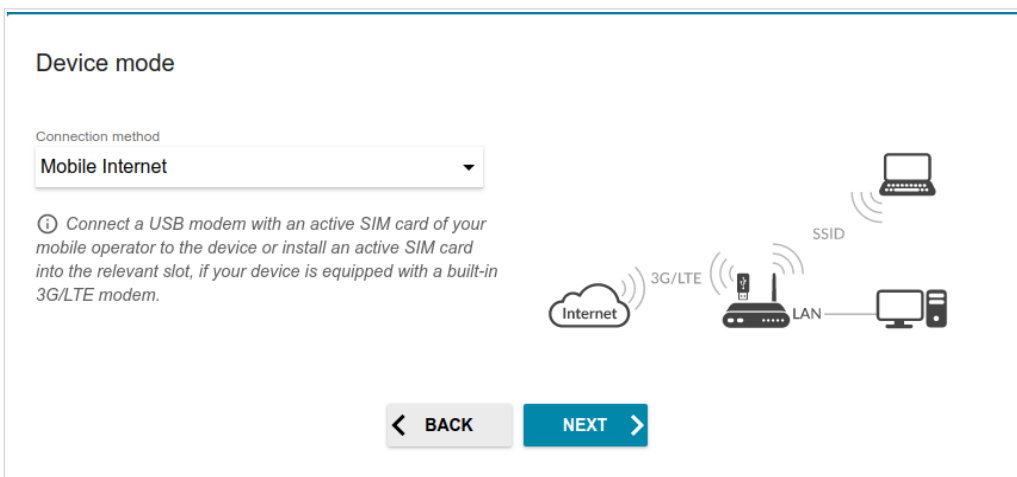 Device mode
Connection method
Mobile Internet
Connect a USB modem with an active SIM card of your
mobile operator to the device or install an active SIM card
into the relevant slot, if your device is equipped with a built-in
3G/LTE modem.
SSID
3G/LTE
Internet
LAN
BACK
NEXT